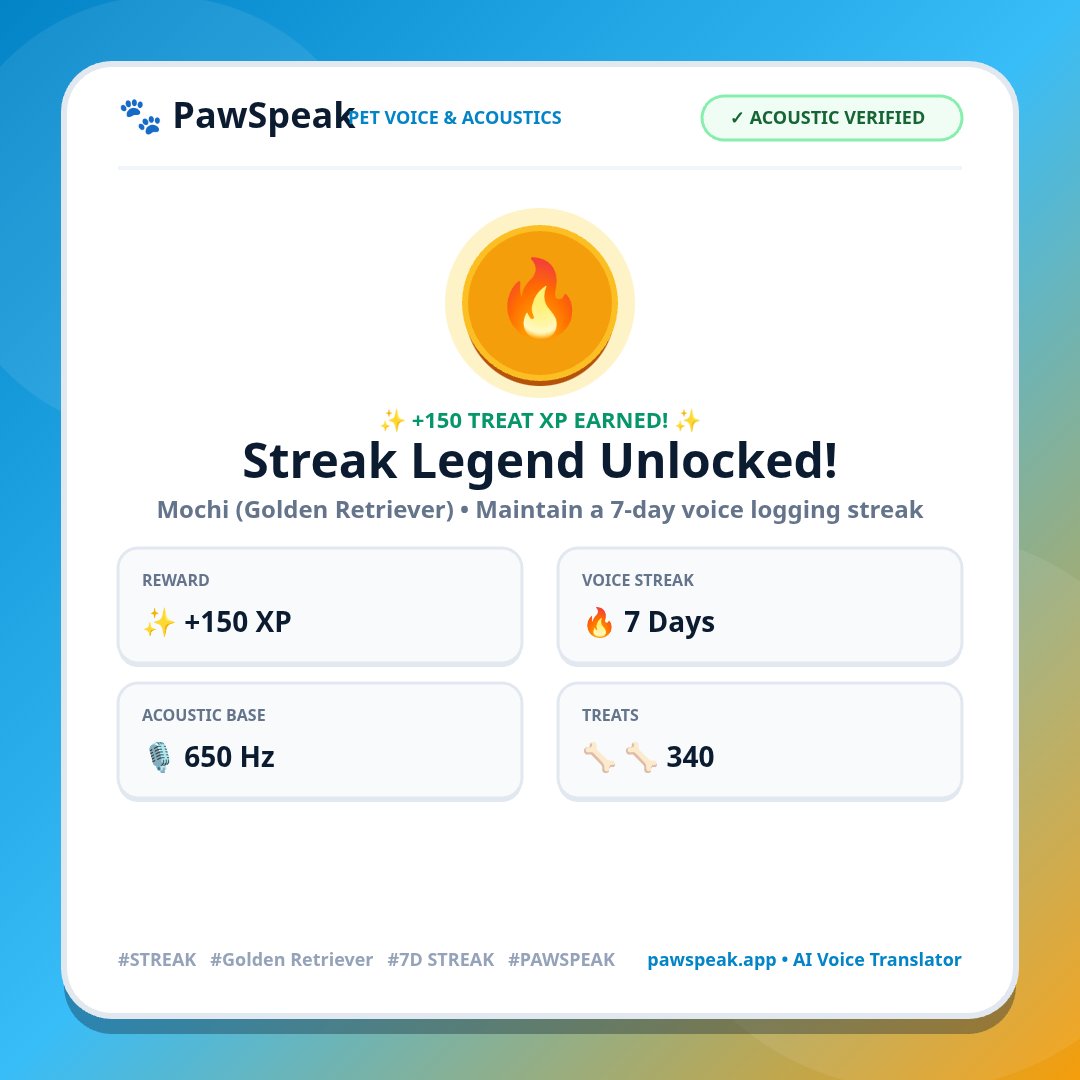 🐾 PawSpeak PET VOICE & ACOUSTICS
✓ ACOUSTIC VERIFIED
✨ +150 TREAT XP EARNED! ✨
Streak Legend Unlocked!
Mochi (Golden Retriever) • Maintain a 7-day voice logging streak
REWARD
✨ +150 XP
VOICE STREAK
🔥 7 Days
ACOUSTIC BASE
🎙️ 650 Hz
TREATS
🦴 🦴 340
#STREAK #Golden Retriever #7D STREAK #PAWSPEAK
pawspeak.app • AI Voice Translator